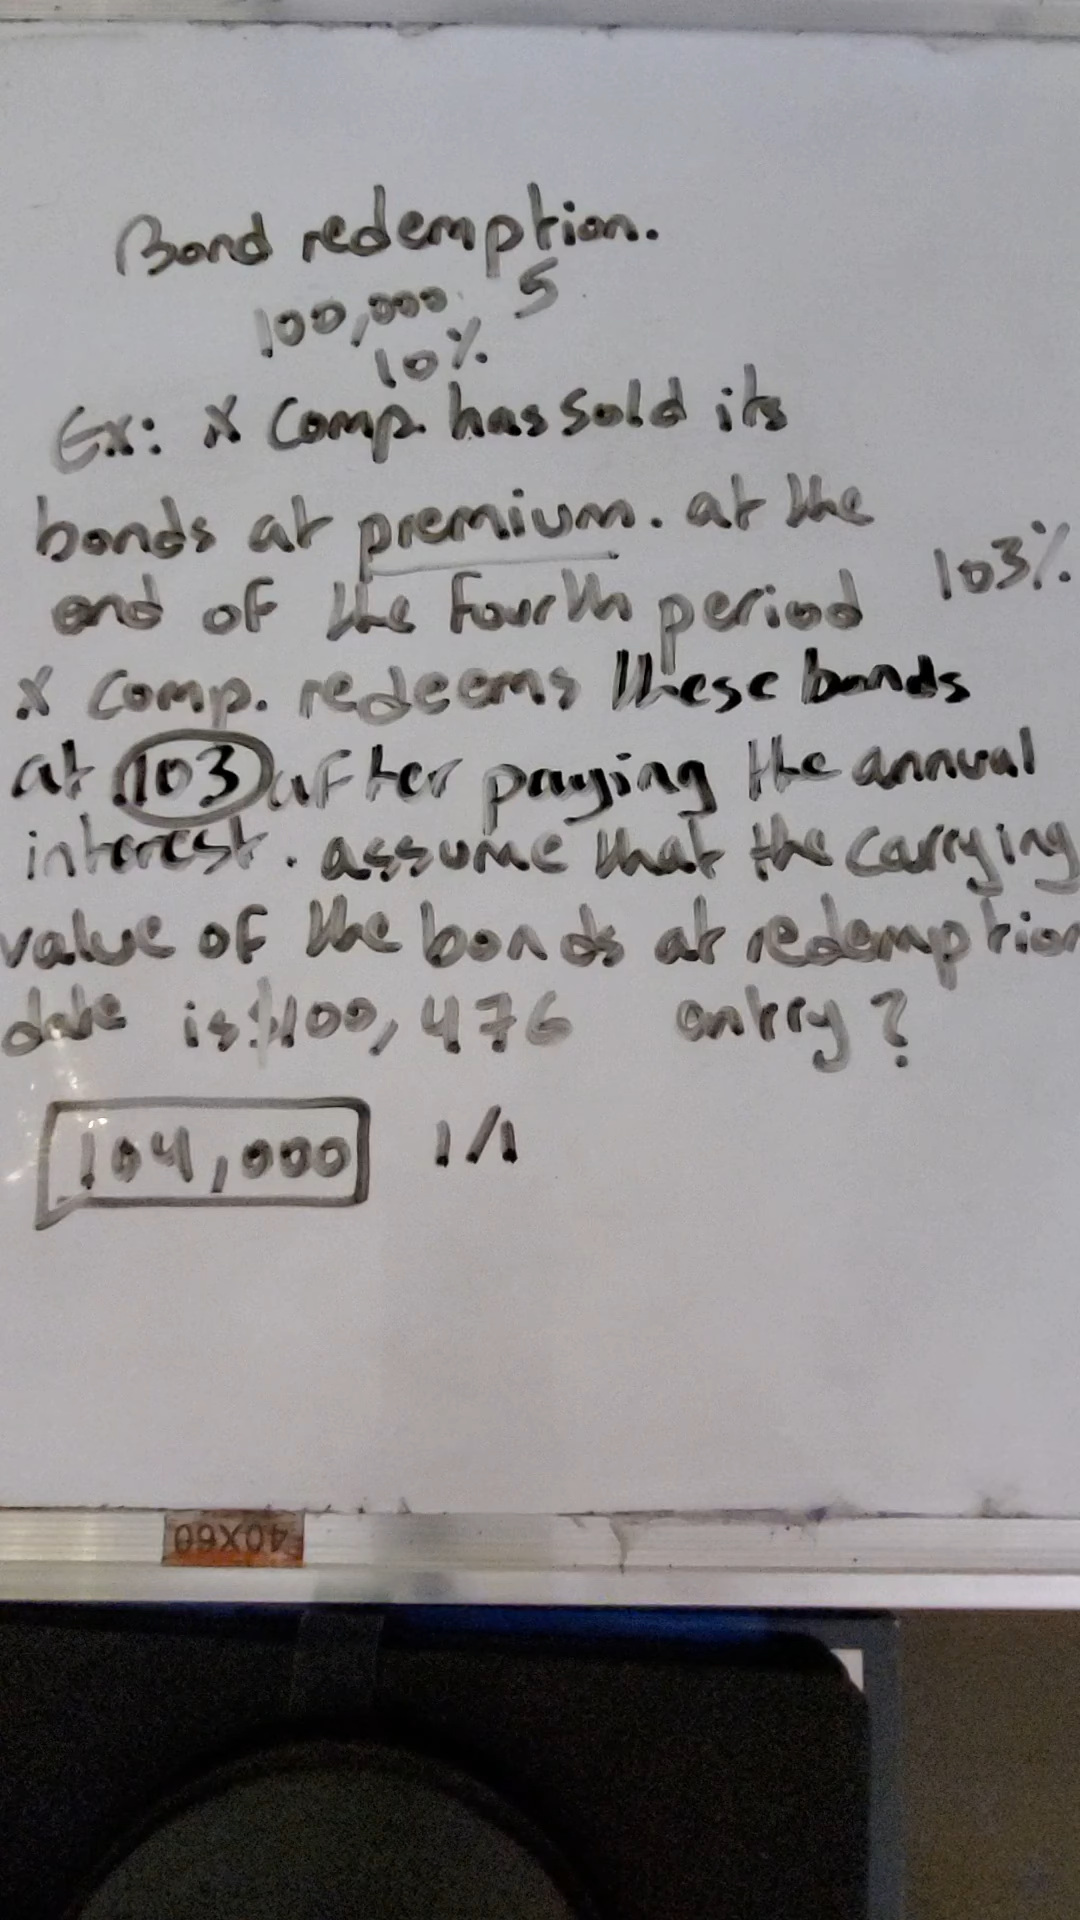 Bond redemption.
100,000, 5
10%
Ex: X Comp. has sold its
bonds at premium. at the
end of the fourth period 103%
X Comp. redeems these bonds
at 103 after paying the annual
interest. assume that the carrying
value of the bonds at redemption
date is $100,476 entry?
104,000 1/1
40X60